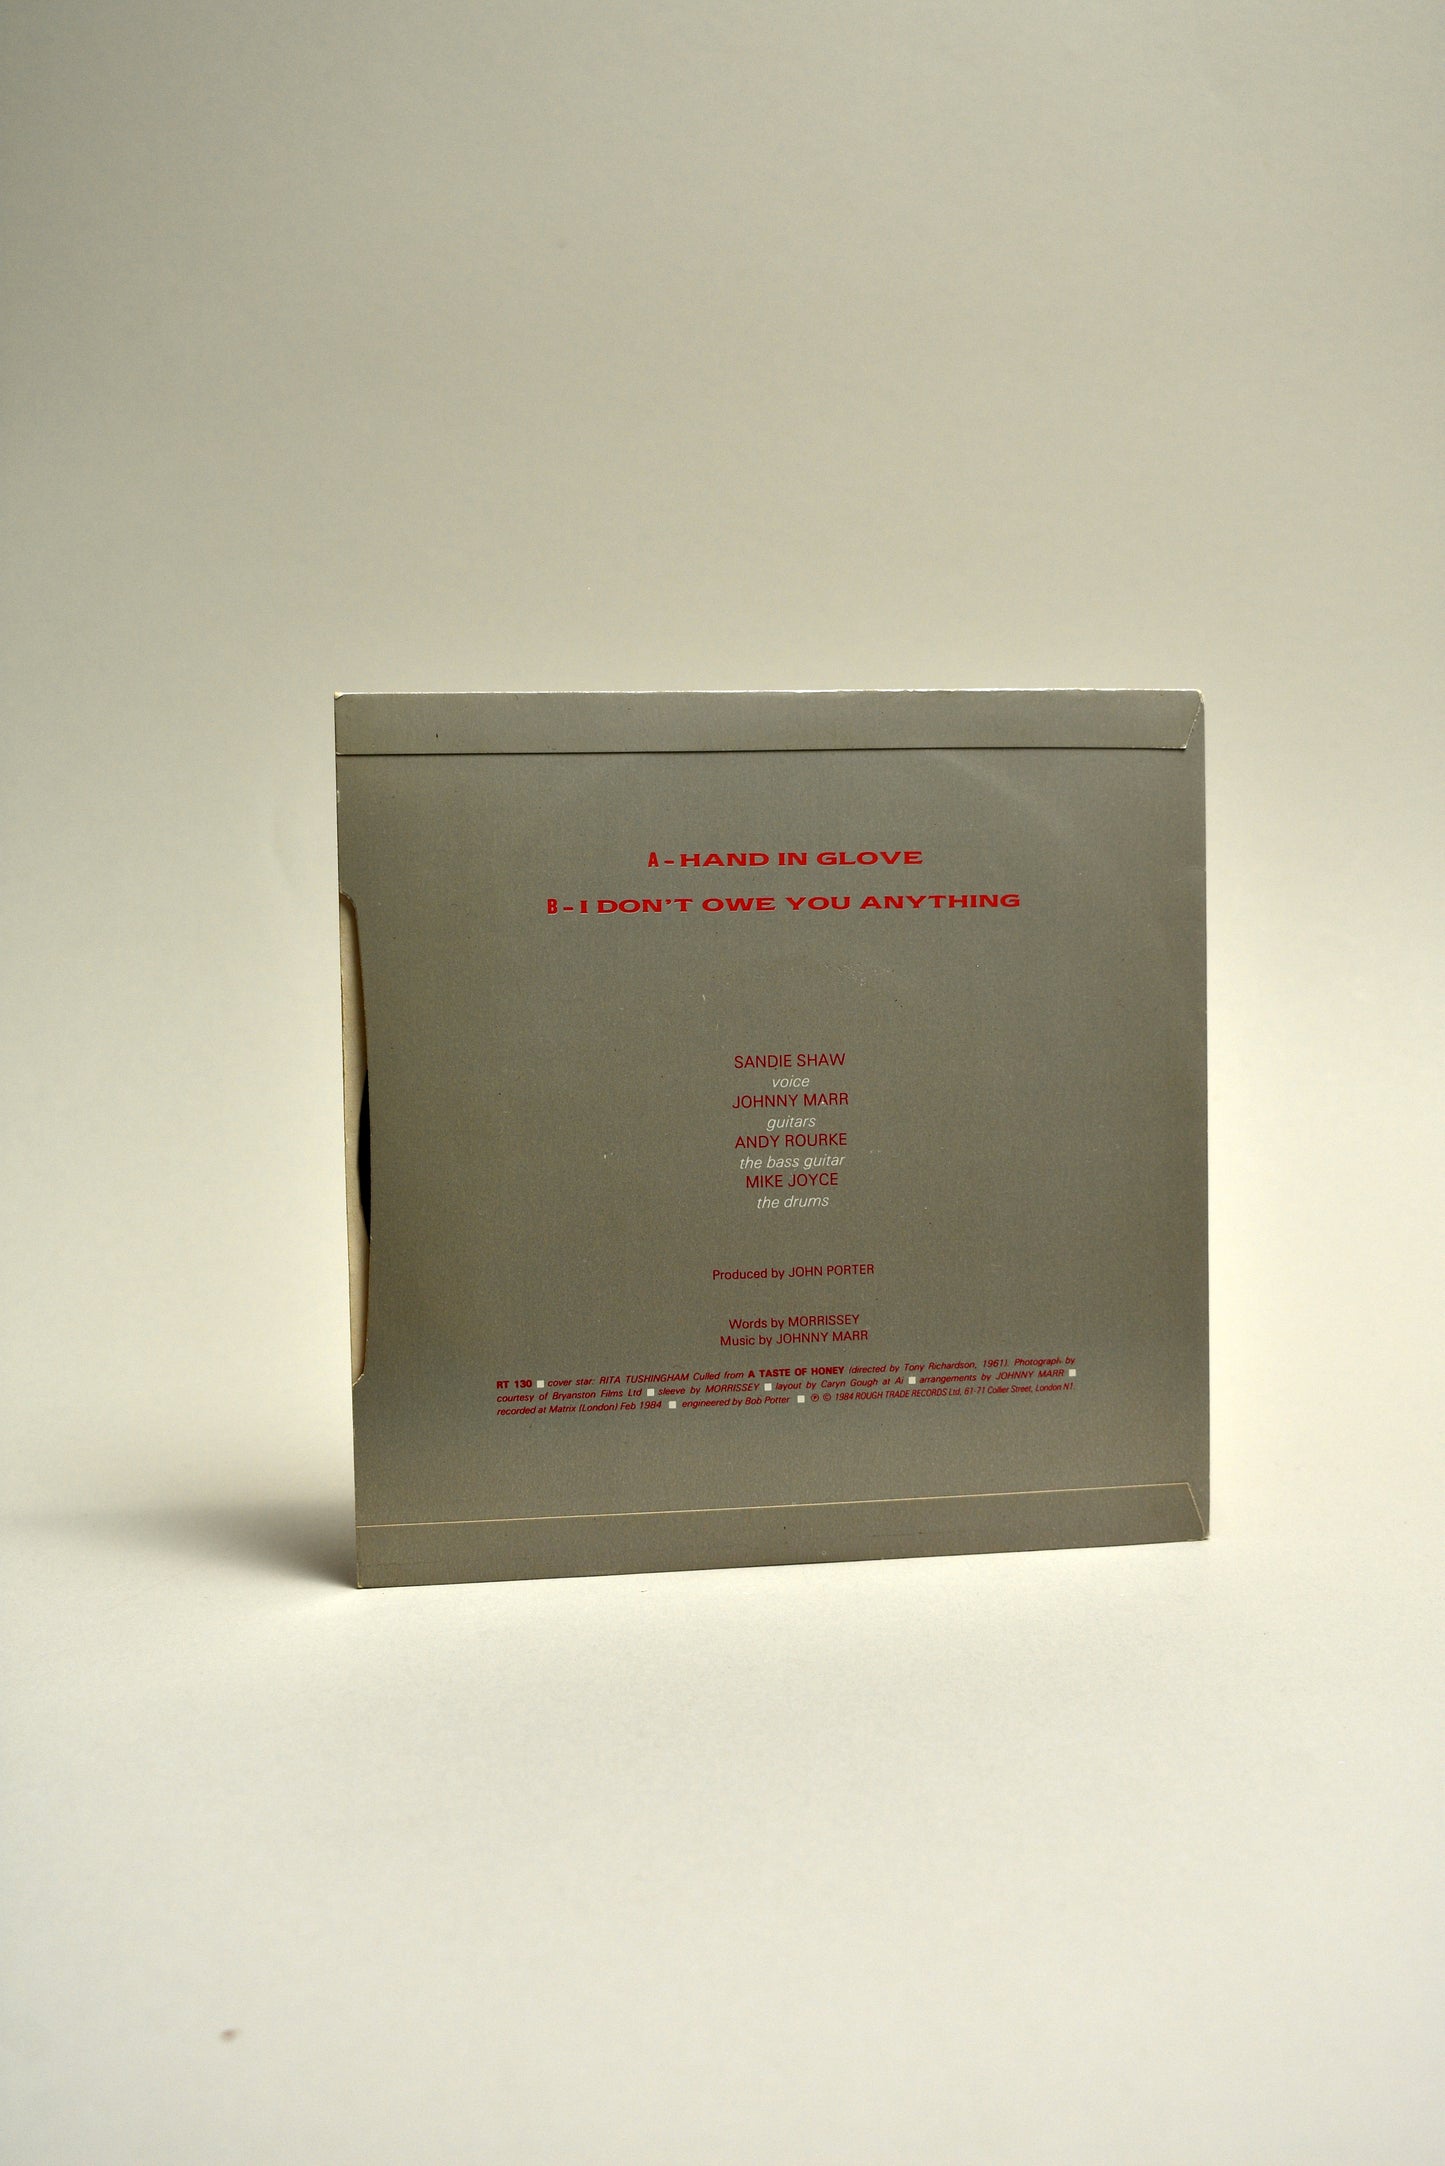 A – HAND IN GLOVE
B – I DON'T OWE YOU ANYTHING
SANDIE SHAW
voice
JOHNNY MARR
guitars
ANDY ROURKE
the bass guitar
MIKE JOYCE
the drums
Produced by JOHN PORTER
Words by MORRISSEY
Music by JOHNNY MARR
RT 130 ■ cover star: RITA TUSHINGHAM Culled from A TASTE OF HONEY (directed by Tony Richardson, 1961). Photograph by
courtesy of Bryanston Films Ltd ■ sleeve by MORRISSEY ■ layout by Caryn Gough at Ai ■ arrangements by JOHNNY MARR ■
recorded at Matrix (London) Feb 1984 ■ engineered by Bob Potter ■ ℗ © 1984 ROUGH TRADE RECORDS Ltd, 61-71 Collier Street, London N1.